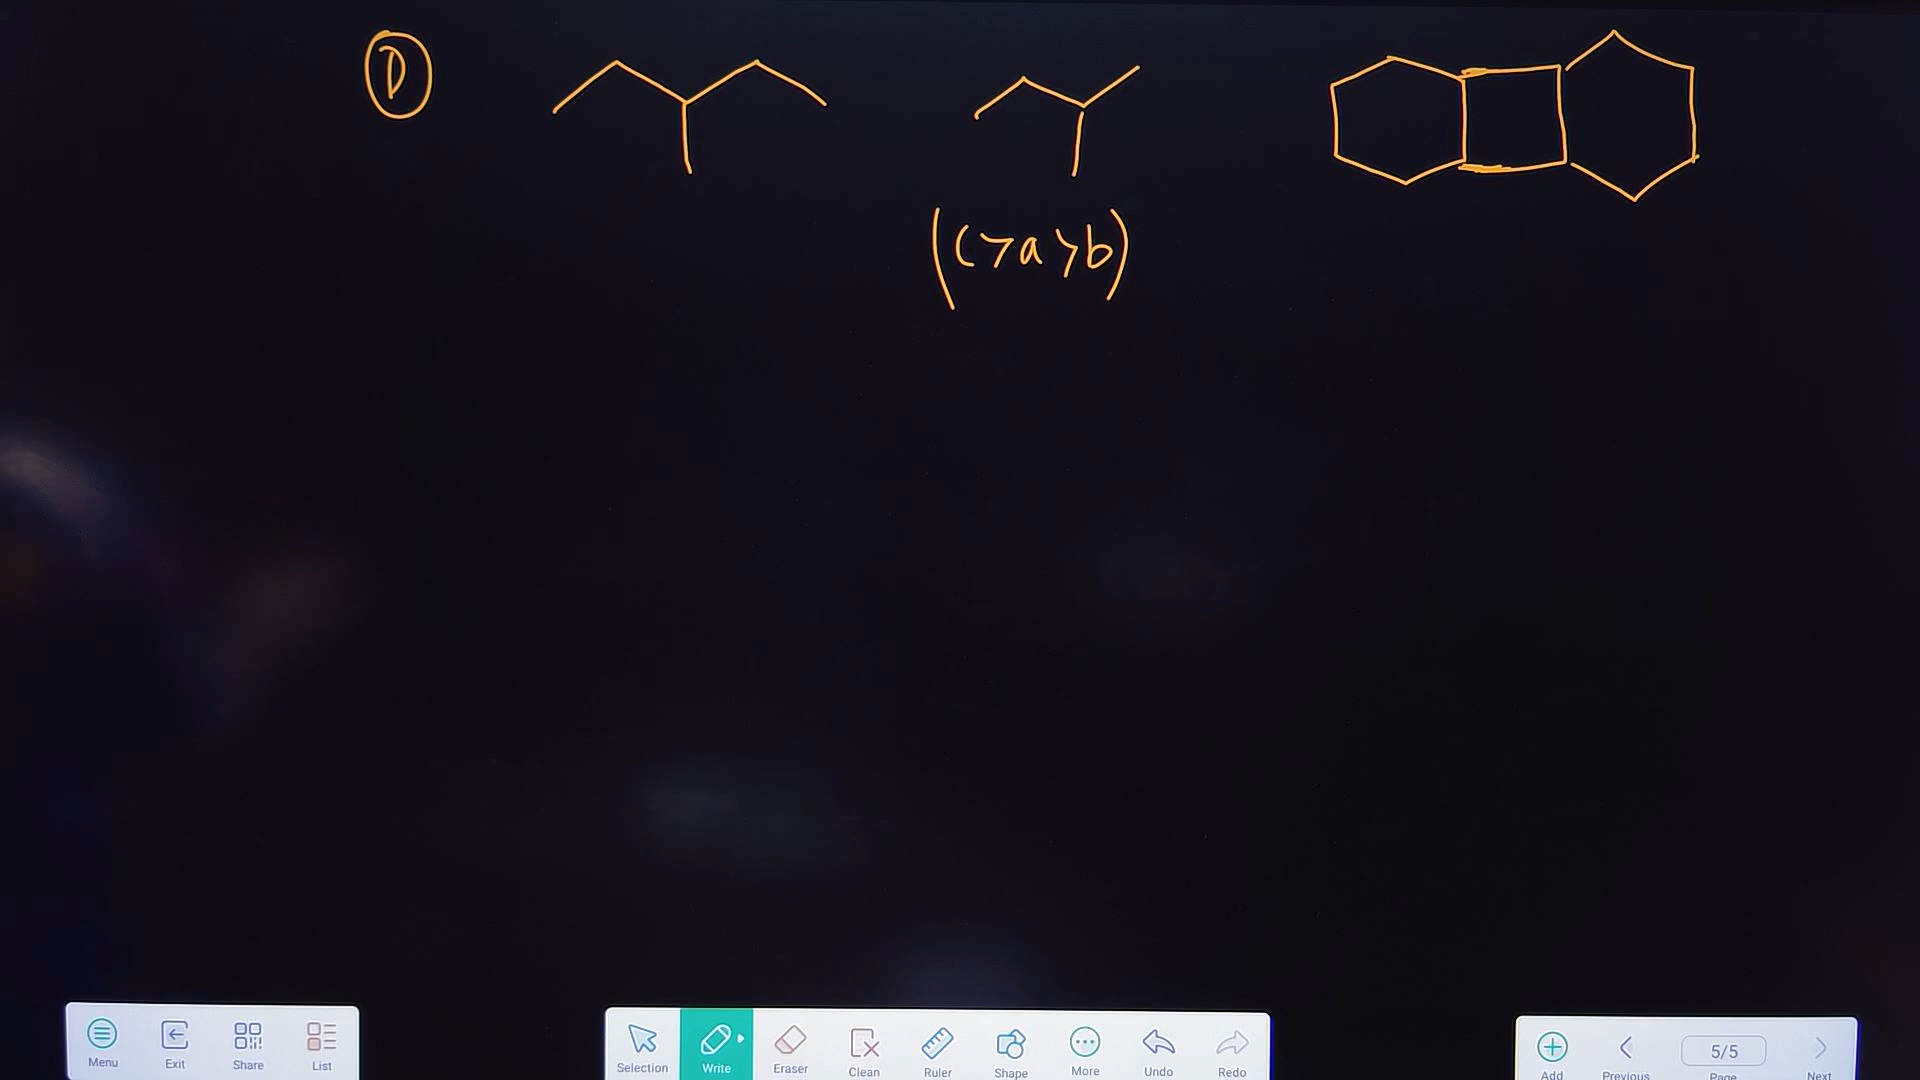 D
(c>a>b)
Menu
Exit
Share
List
Selection
Write
Eraser
Clean
Ruler
Shape
More
Undo
Redo
Add
Previous
5/5
Page
Next